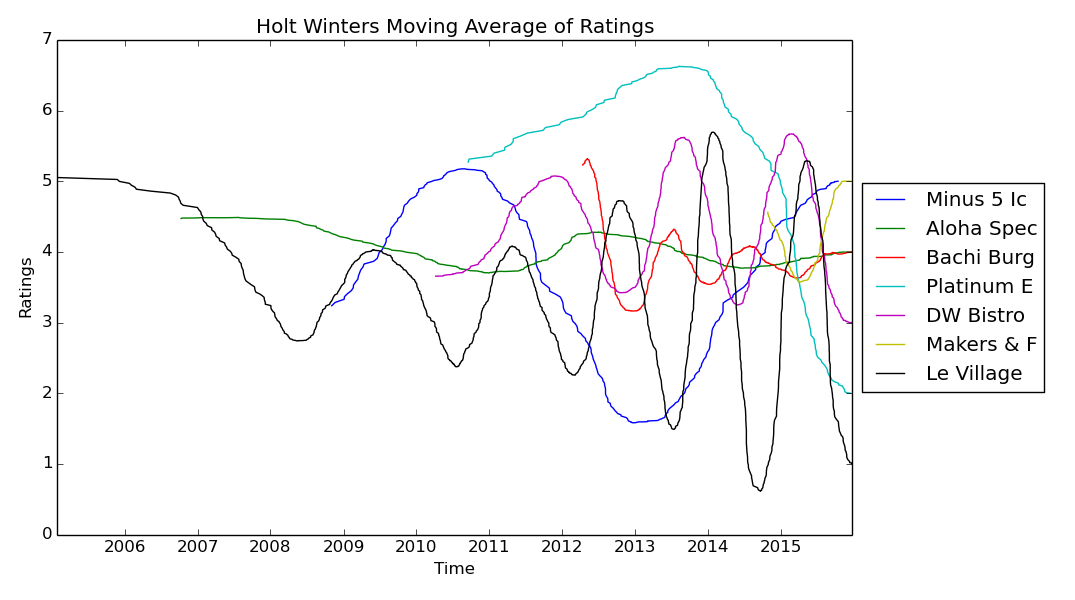 Holt Winters Moving Average of Ratings
7
6
5
4
3
2
1
0
Ratings
2006 2007 2008 2009 2010 2011 2012 2013 2014 2015
Time
Minus 5 Ic
Aloha Spec
Bachi Burg
Platinum E
DW Bistro
Makers & F
Le Village